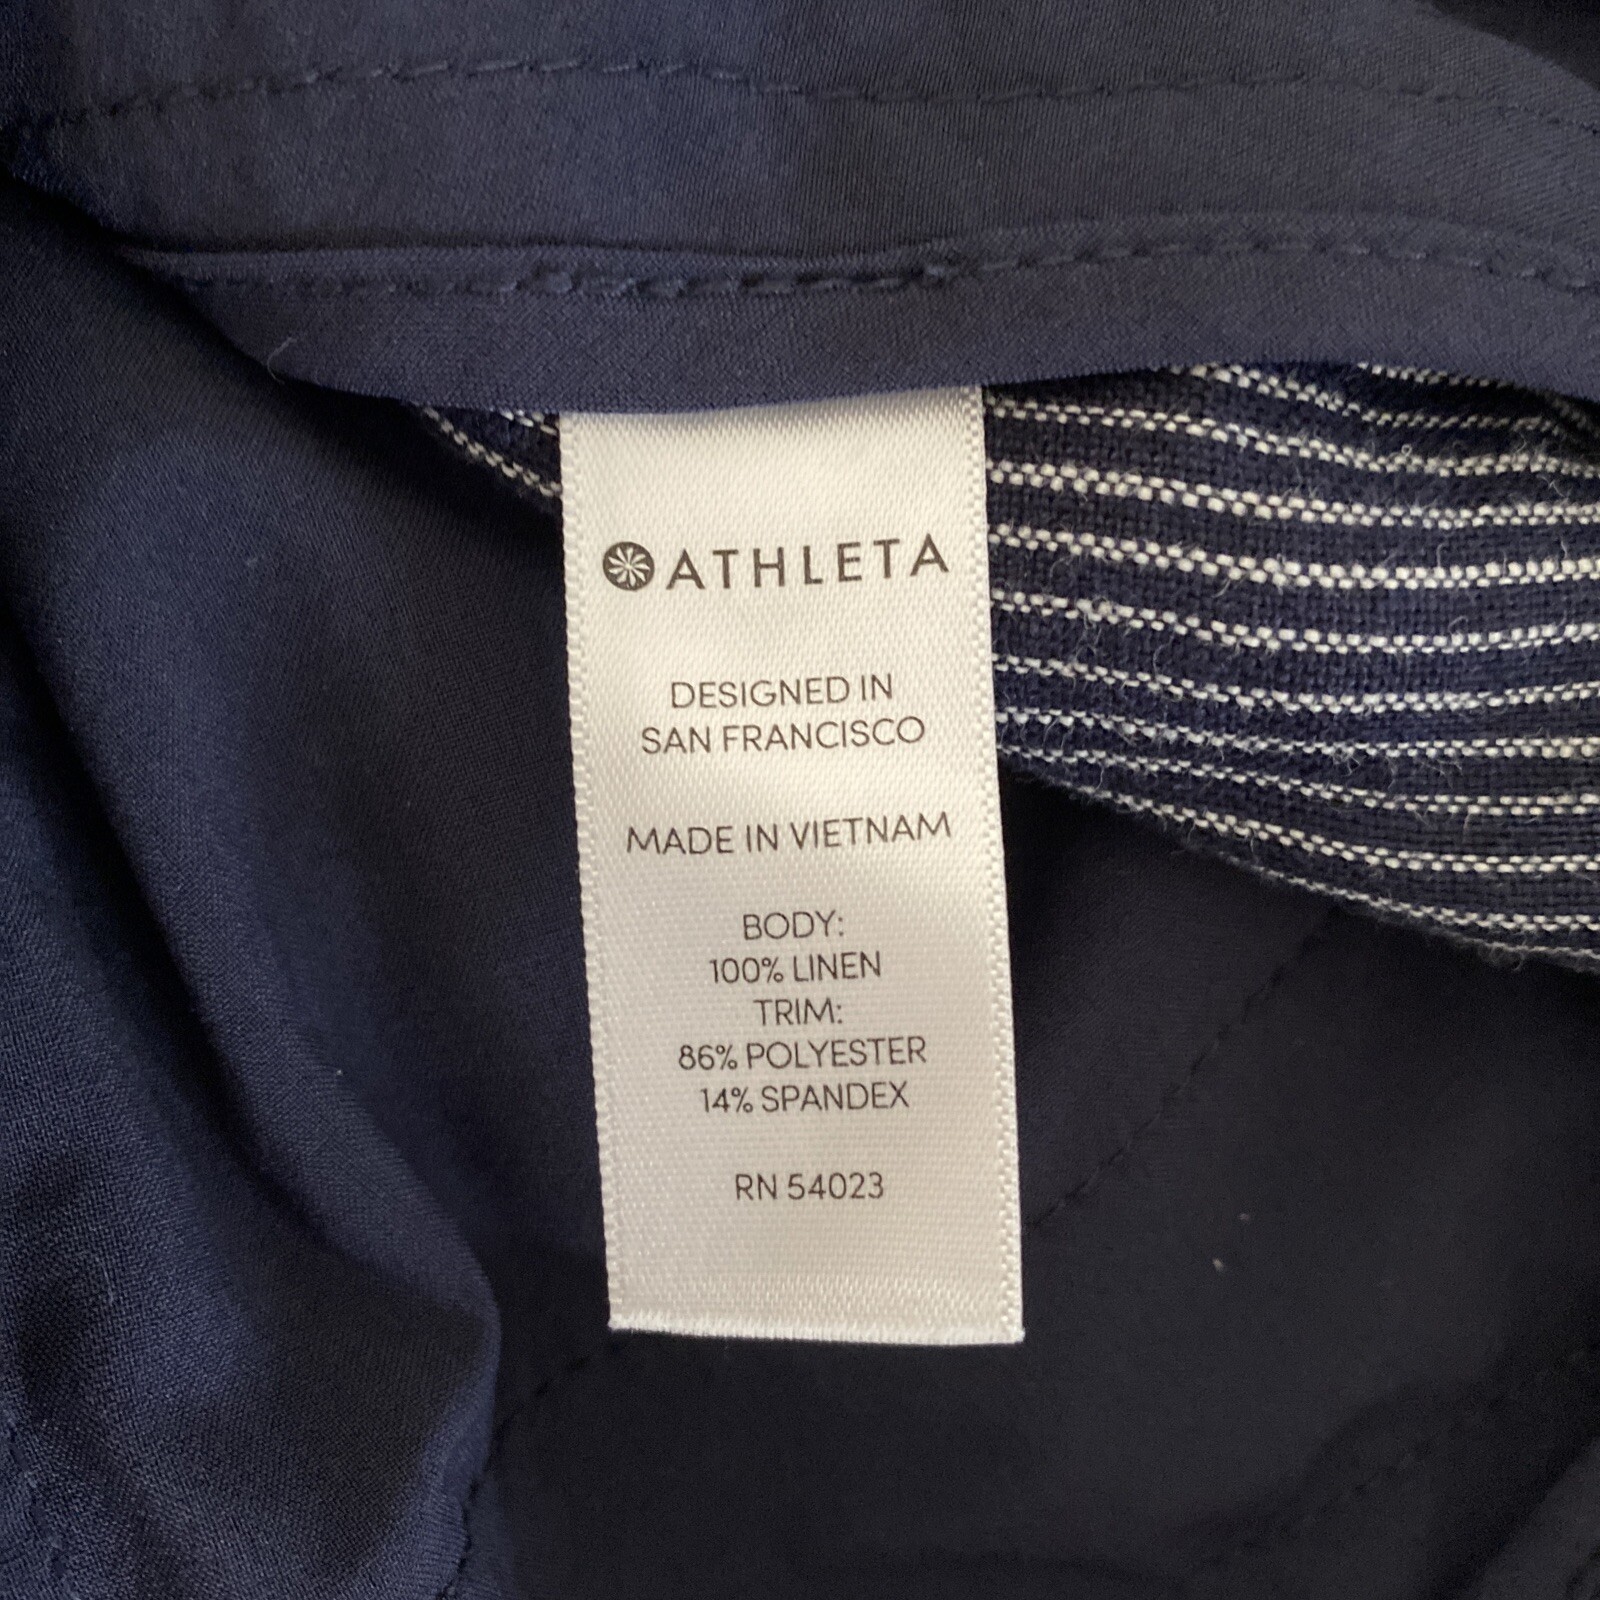 ATHLETA
DESIGNED IN
SAN FRANCISCO
MADE IN VIETNAM
BODY:
100% LINEN
TRIM:
86% POLYESTER
14% SPANDEX
RN 54023